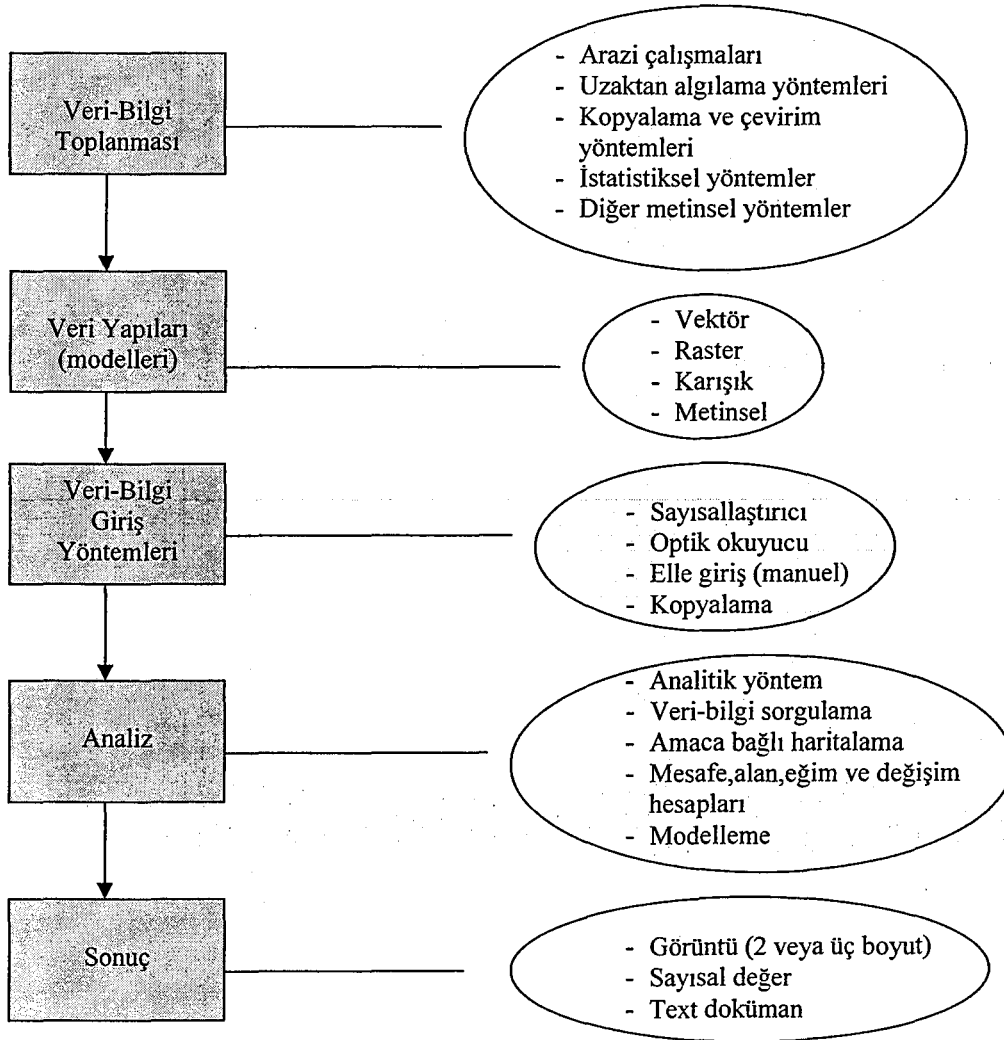 Veri-Bilgi
Toplanması
- Arazi çalışmaları
- Uzaktan algılama yöntemleri
- Kopyalama ve çevirim
yöntemleri
- İstatistiksel yöntemler
- Diğer metinsel yöntemler
Veri Yapıları
(modelleri)
- Vektör
- Raster
- Karışık
- Metinsel
Veri-Bilgi
Giriş
Yöntemleri
- Sayısallaştırıcı
- Optik okuyucu
- Elle giriş (manuel)
- Kopyalama
Analiz
- Analitik yöntem
- Veri-bilgi sorgulama
- Amaca bağlı haritalama
- Mesafe,alan,eğim ve değişim
hesapları
- Modelleme
Sonuç
- Görüntü (2 veya üç boyut)
- Sayısal değer
- Text doküman